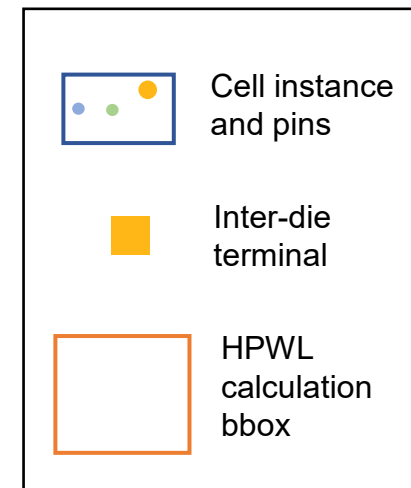 Cell instance
and pins
Inter-die
terminal
HPWL
calculation
bbox